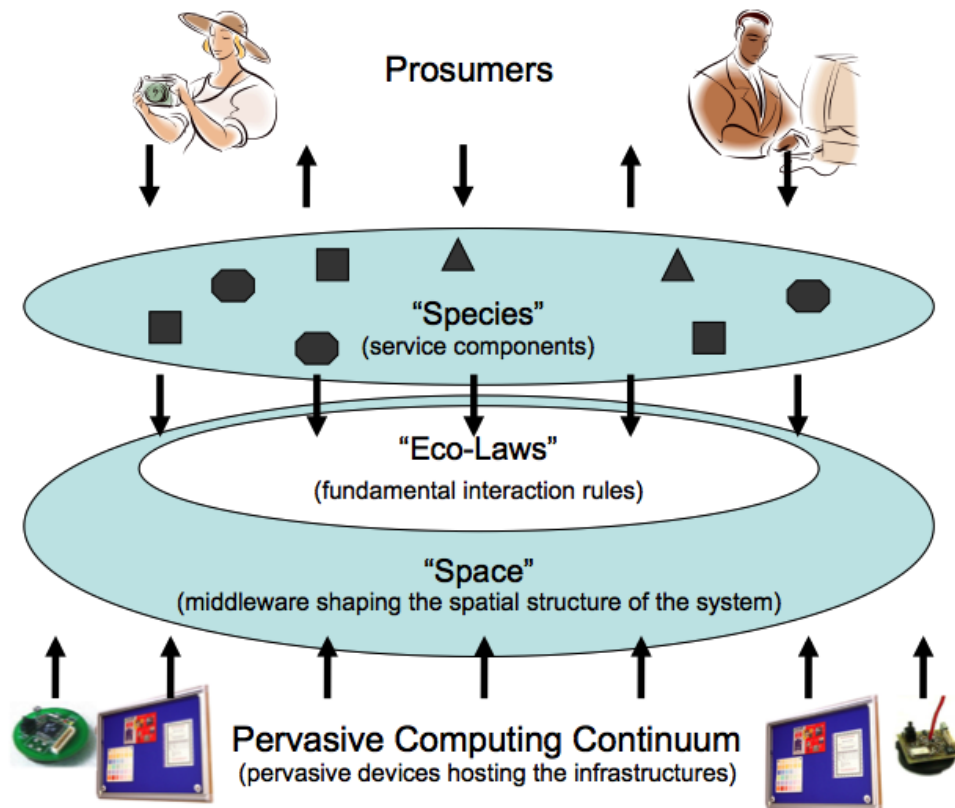 Prosumers
“Species”
(service components)
“Eco-Laws”
(fundamental interaction rules)
“Space”
(middleware shaping the spatial structure of the system)
Pervasive Computing Continuum
(pervasive devices hosting the infrastructures)